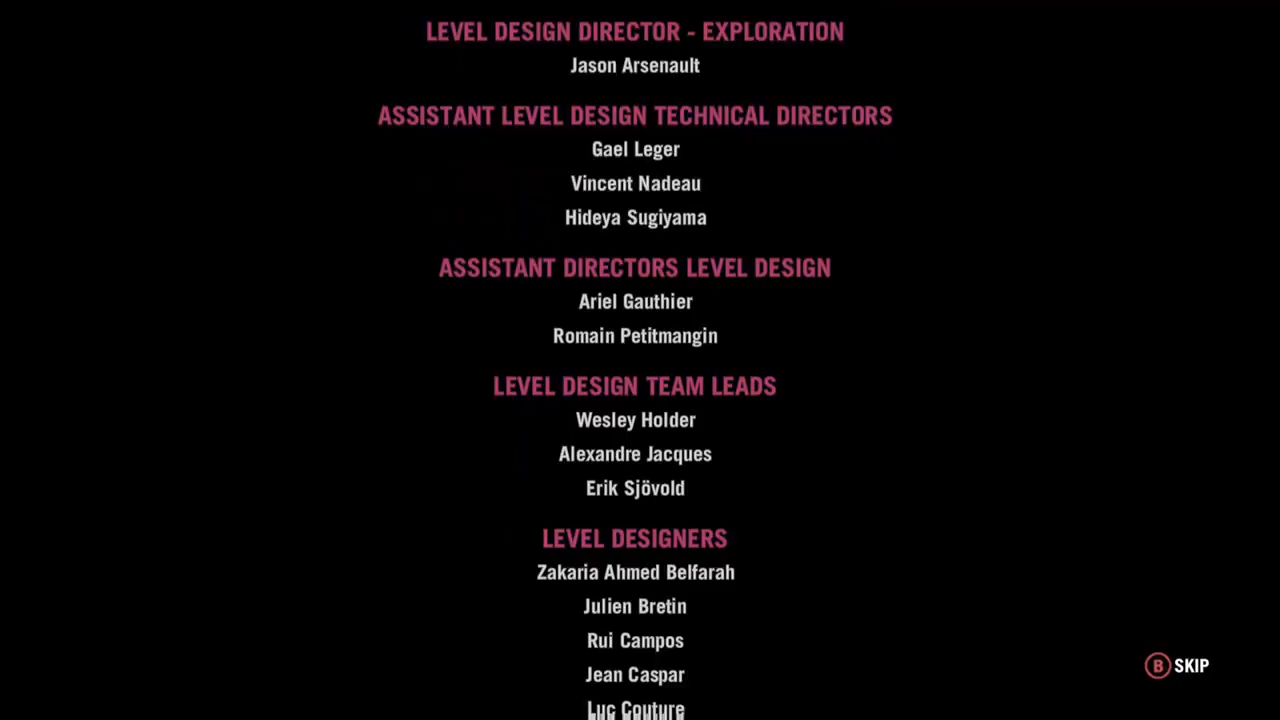 LEVEL DESIGN DIRECTOR - EXPLORATION
Jason Arsenault
ASSISTANT LEVEL DESIGN TECHNICAL DIRECTORS
Gael Leger
Vincent Nadeau
Hideya Sugiyama
ASSISTANT DIRECTORS LEVEL DESIGN
Ariel Gauthier
Romain Petitmangin
LEVEL DESIGN TEAM LEADS
Wesley Holder
Alexandre Jacques
Erik Sjövold
LEVEL DESIGNERS
Zakaria Ahmed Belfarah
Julien Bretin
Rui Campos
Jean Caspar
Luc Couture
B SKIP